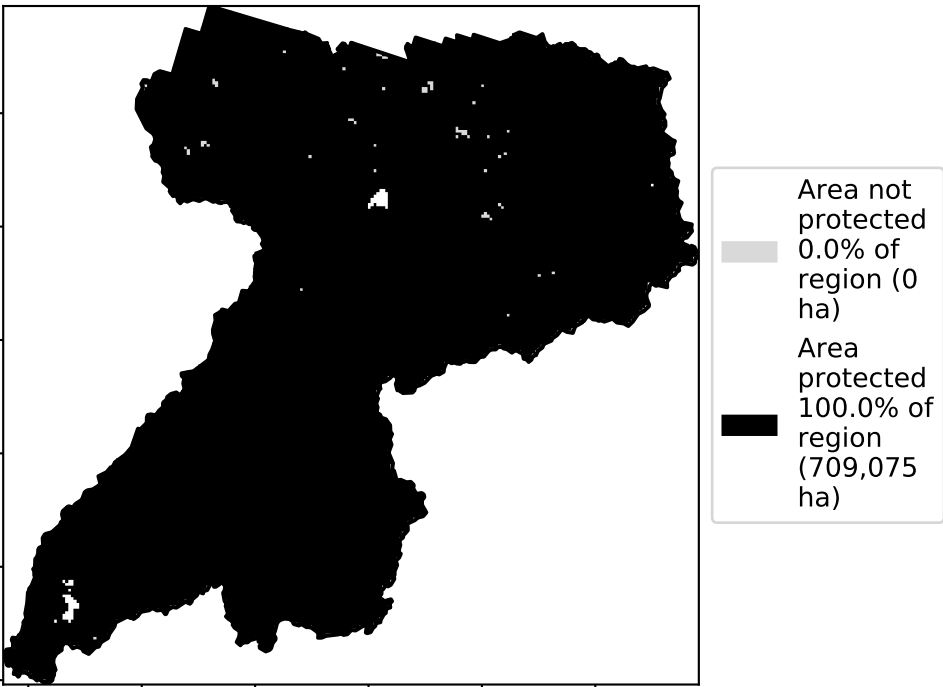 Area not
protected
0.0% of
region (0
ha)
Area
protected
100.0% of
region
(709,075
ha)